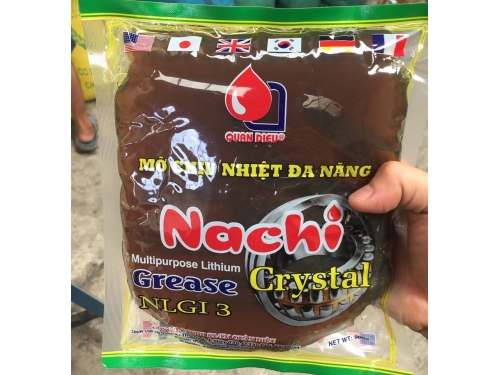 QUAN DIEU®
MỠ CHỊU NHIỆT ĐA NĂNG
Nachi
Multipurpose Lithium
Grease Crystal
NLGI 3
NET WT: